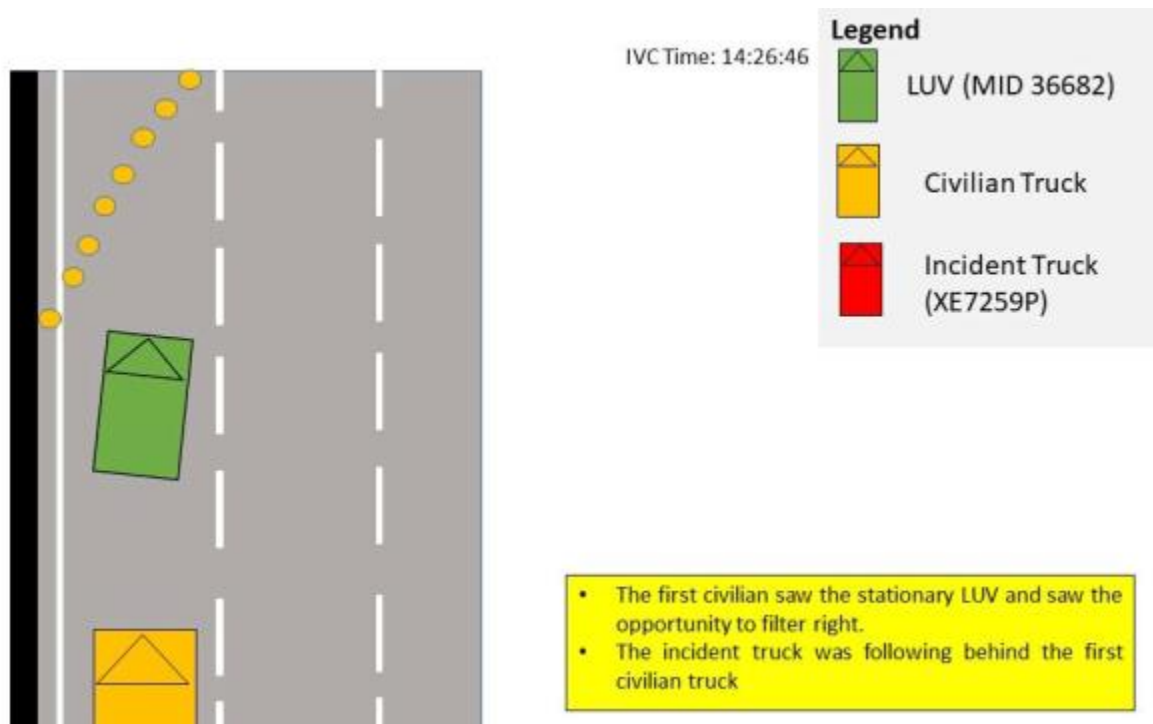 IVC Time: 14:26:46
Legend
LUV (MID 36682)
Civilian Truck
Incident Truck
(XE7259P)
• The first civilian saw the stationary LUV and saw the
opportunity to filter right.
• The incident truck was following behind the first
civilian truck